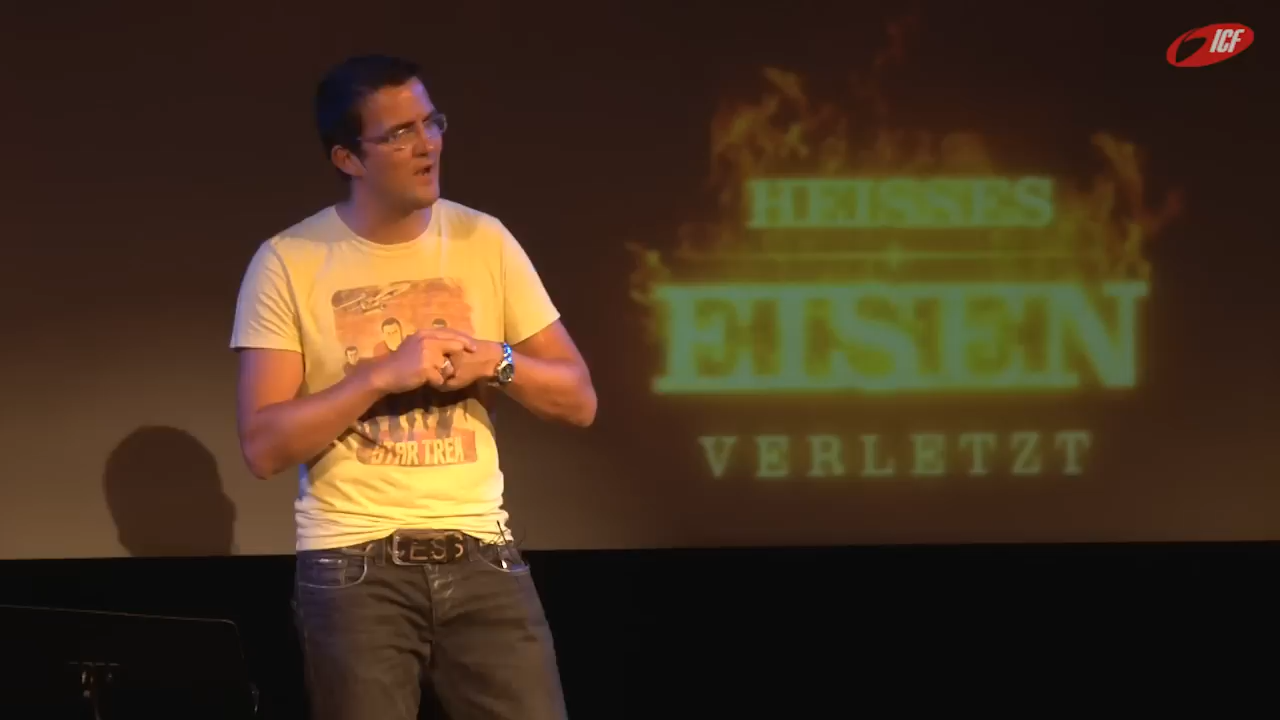 ICF
HEISSES
EISEN
VERLETZT
STAR TREK